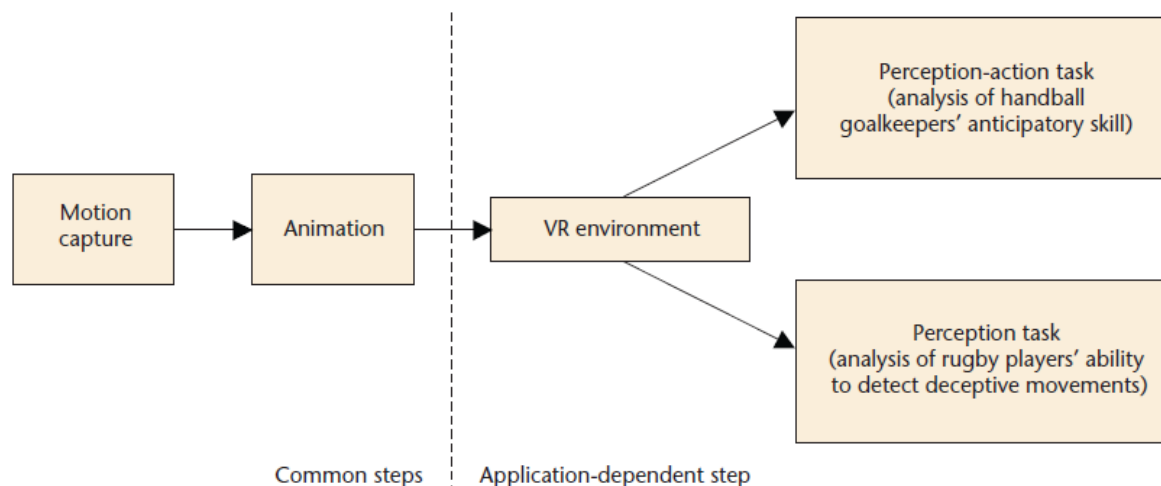 Perception-action task
(analysis of handball
goalkeepers’ anticipatory skill)
Motion
capture
Animation
VR environment
Perception task
(analysis of rugby players’ ability
to detect deceptive movements)
Common steps
Application-dependent step